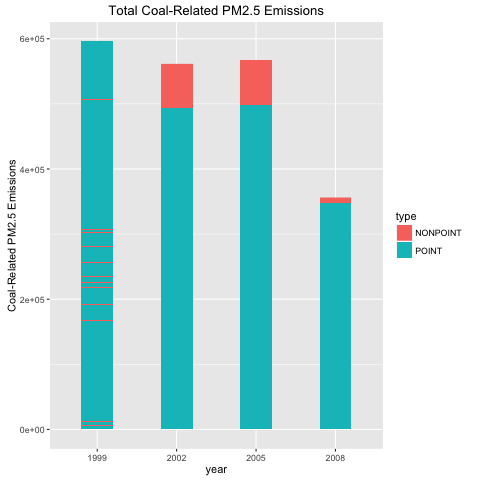 Total Coal-Related PM2.5 Emissions
Coal-Related PM2.5 Emissions
6e+05
4e+05
2e+05
0e+00
1999 2002 2005 2008
year
type
NONPOINT
POINT